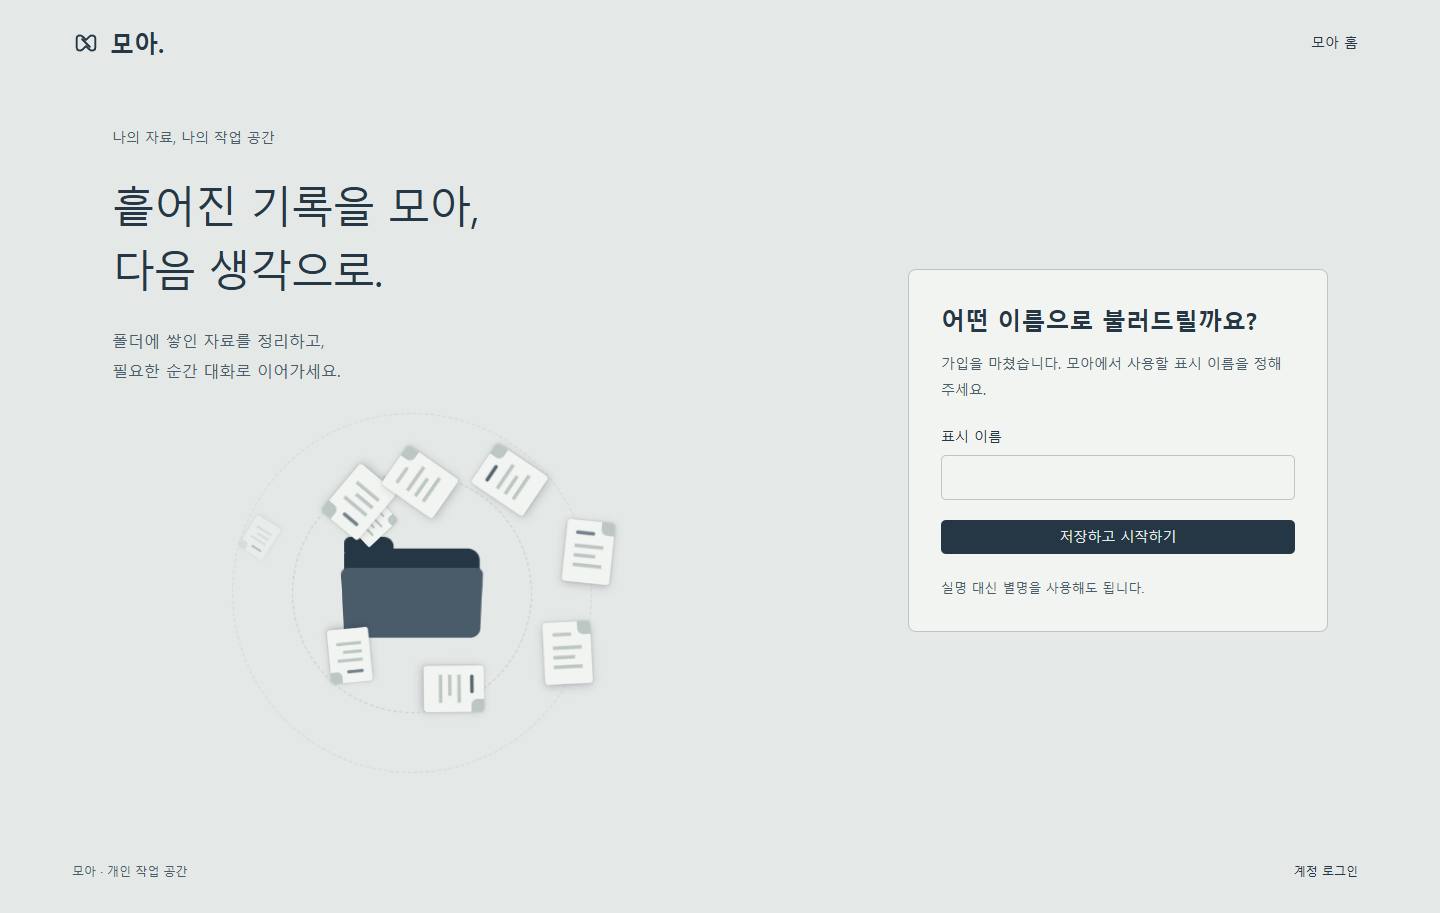 모아.
모아 홈
나의 자료, 나의 작업 공간
흩어진 기록을 모아,
다음 생각으로.
폴더에 쌓인 자료를 정리하고,
필요한 순간 대화로 이어가세요.
어떤 이름으로 불러드릴까요?
가입을 마쳤습니다. 모아에서 사용할 표시 이름을 정해
주세요.
표시 이름
저장하고 시작하기
실명 대신 별명을 사용해도 됩니다.
모아 · 개인 작업 공간
계정 로그인